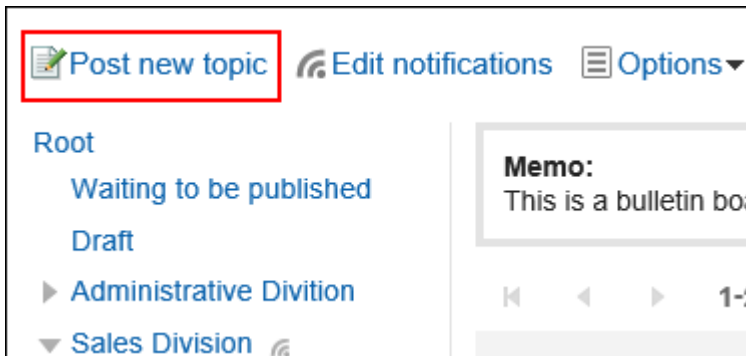 Post new topic Edit notifications Options
Root
Waiting to be published
Draft
Administrative Divition
Sales Division
Memo:
This is a bulletin